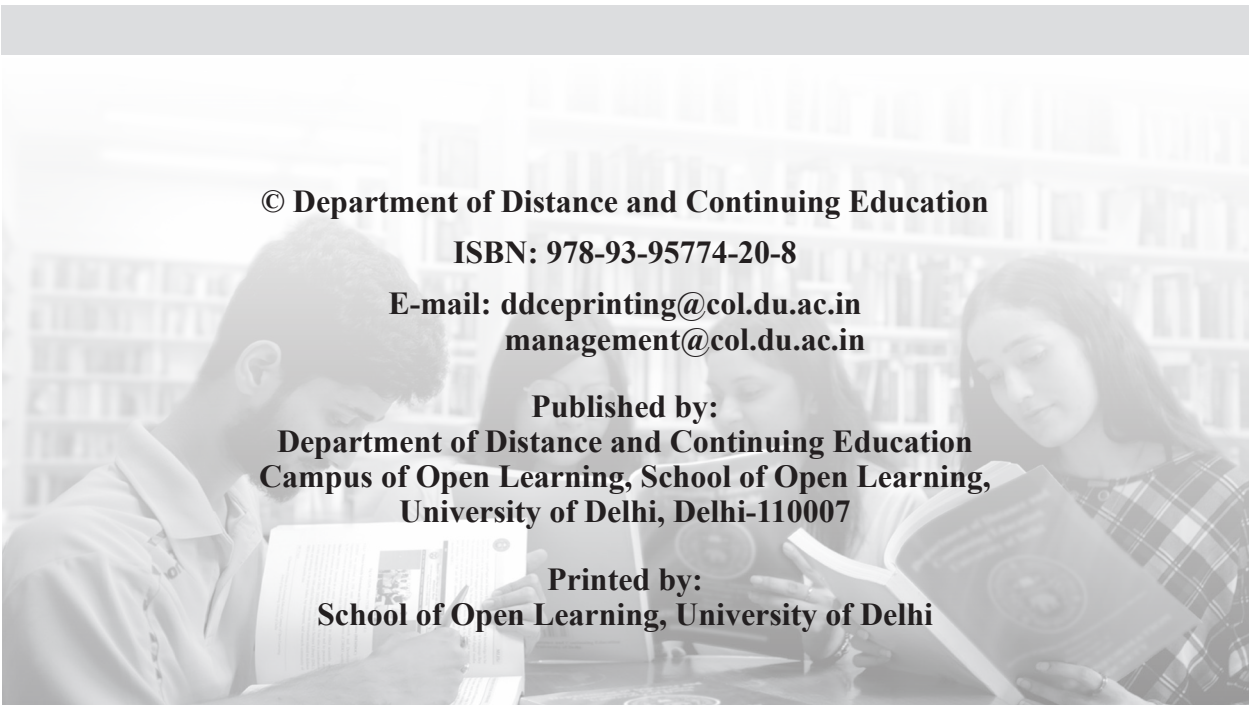 © Department of Distance and Continuing Education
ISBN: 978-93-95774-20-8
E-mail: ddceprinting@col.du.ac.in
management@col.du.ac.in
Published by:
Department of Distance and Continuing Education
Campus of Open Learning, School of Open Learning,
University of Delhi, Delhi-110007
Printed by:
School of Open Learning, University of Delhi